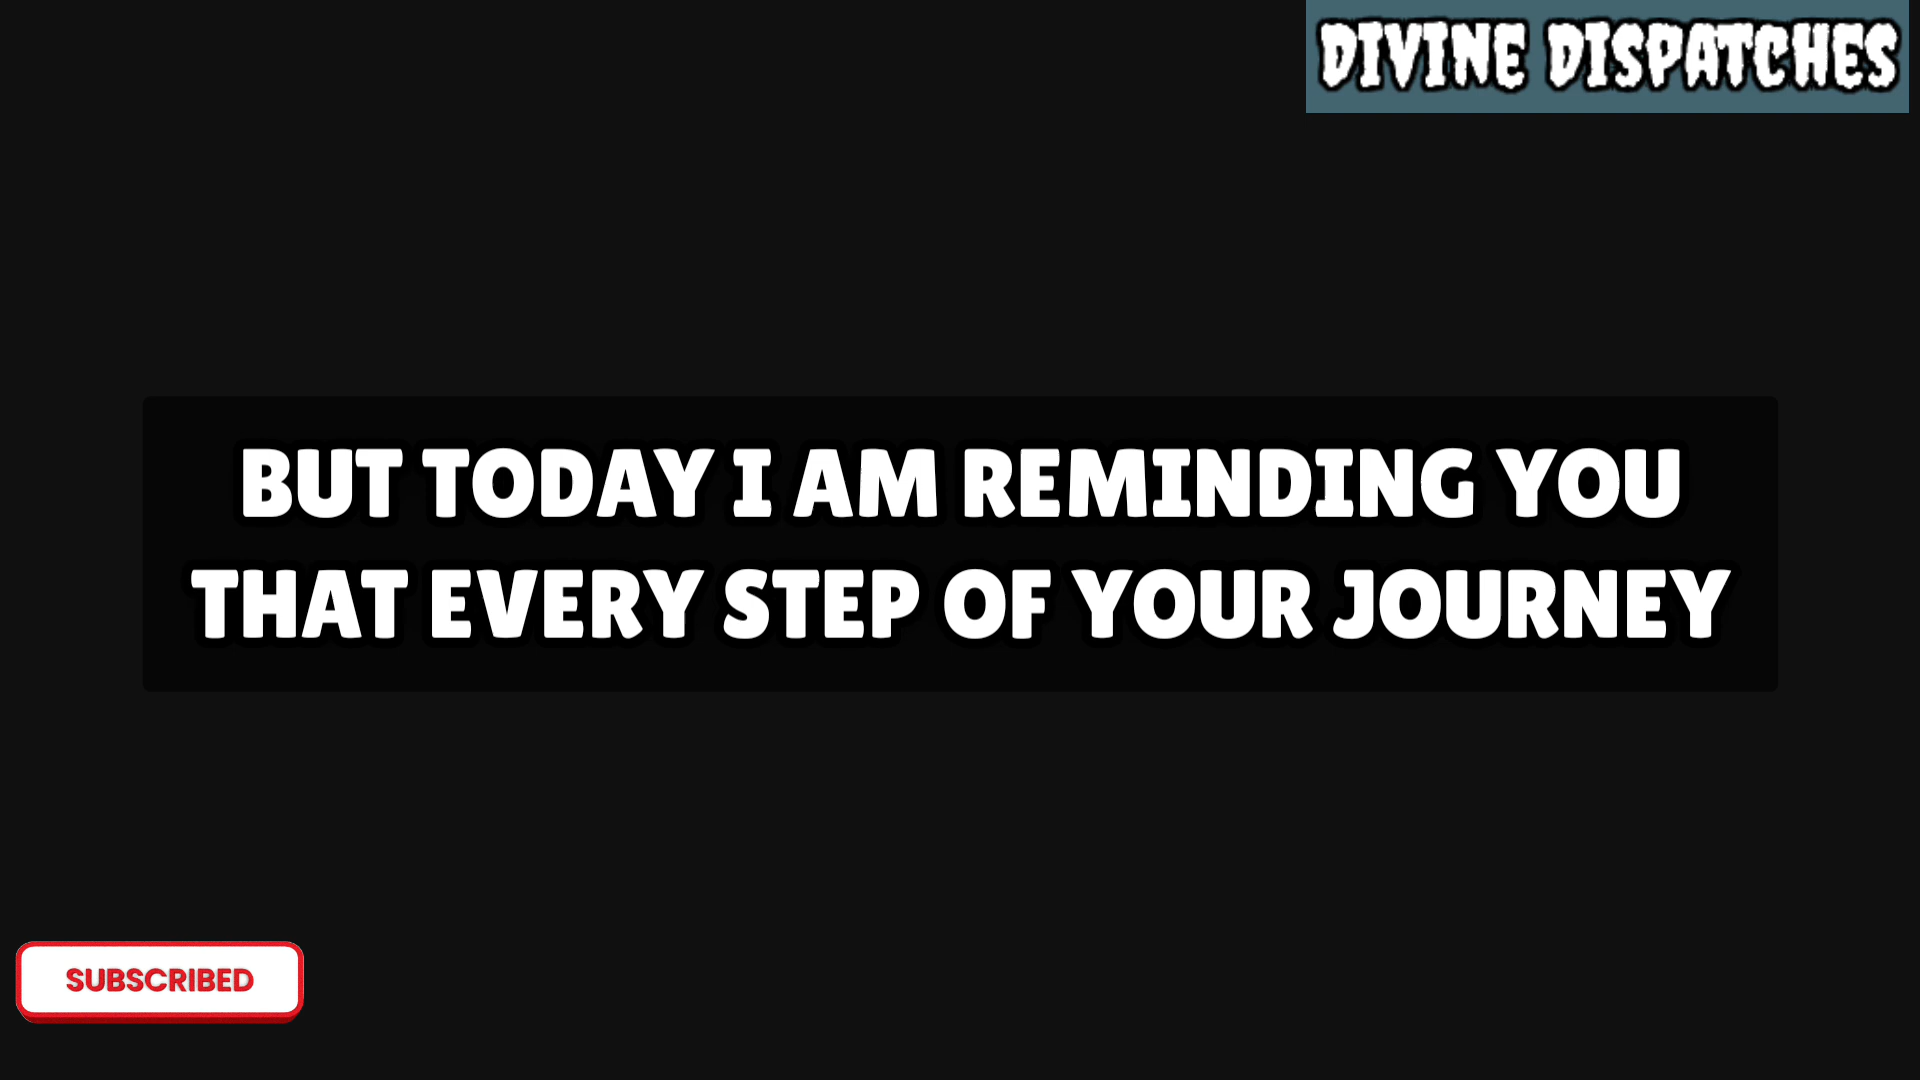 DIVINE DISPATCHES
BUT TODAY I AM REMINDING YOU
THAT EVERY STEP OF YOUR JOURNEY
SUBSCRIBED